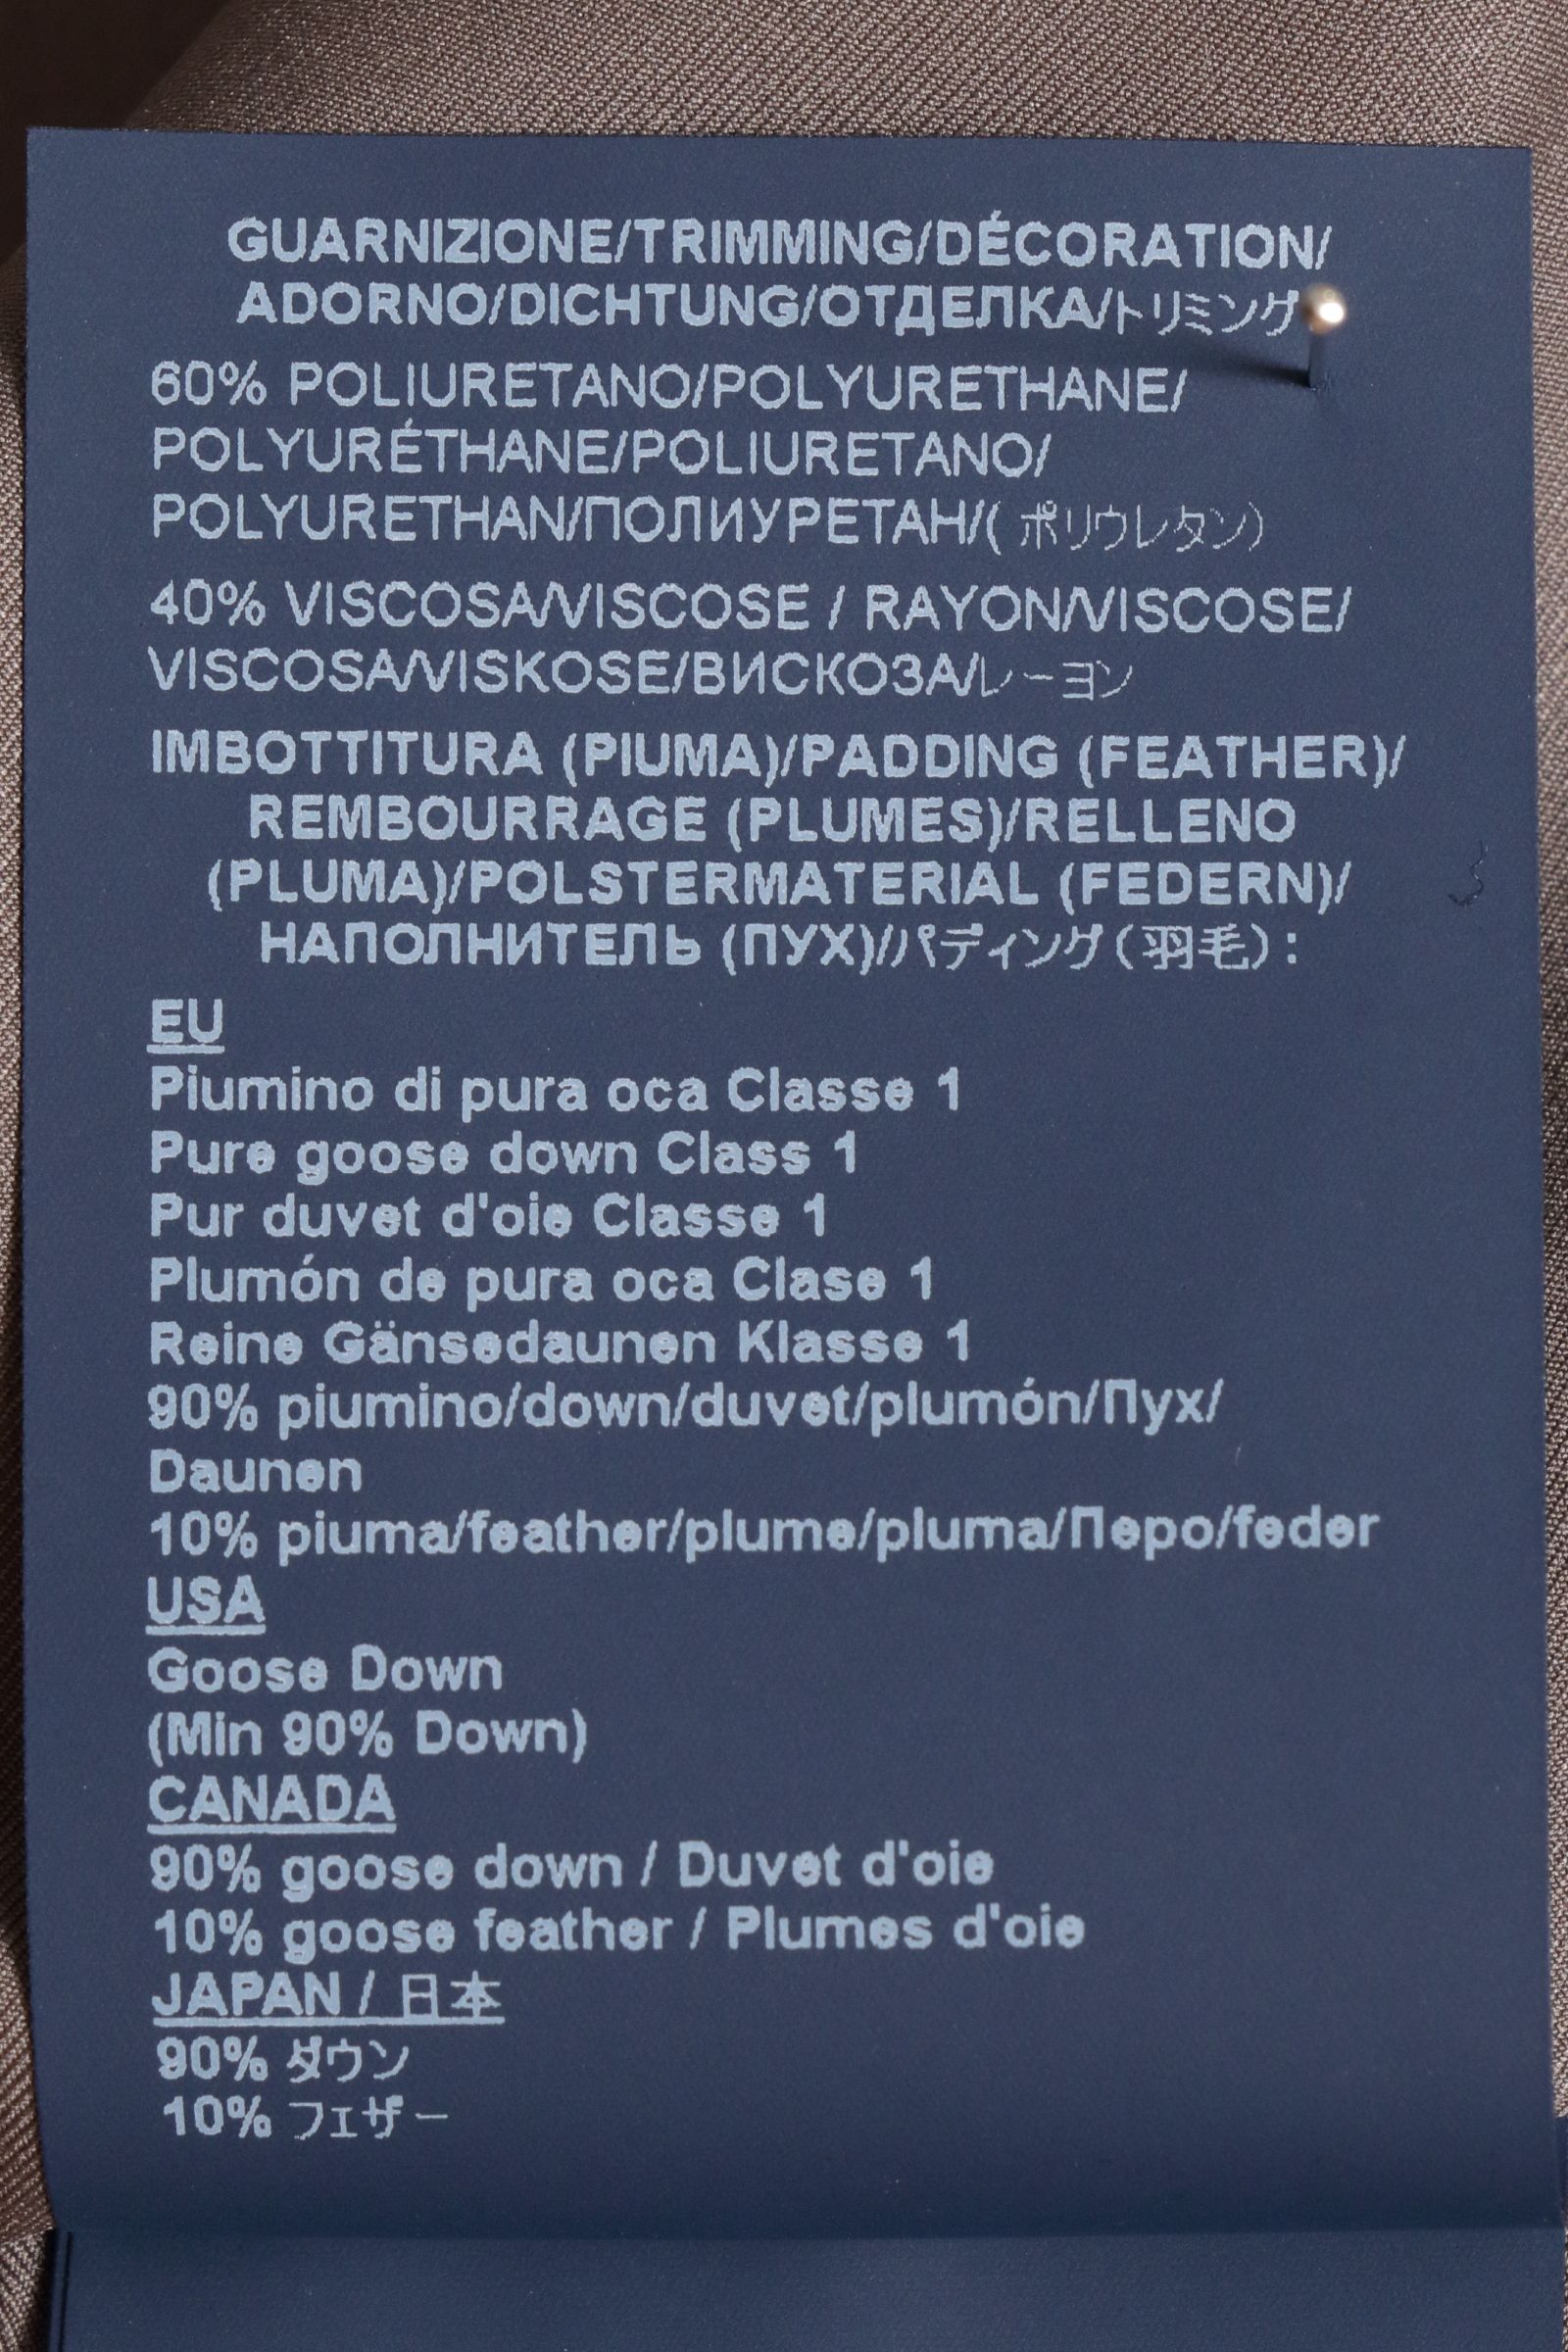 GUARNIZIONE/TRIMMING/DÉCORATION/
ADORNO/DICHTUNG/ОТДЕЛКА/トリミング
60% POLIURETANO/POLYURETHANE/
POLYURÉTHANE/POLIURETANO/
POLYURETHAN/ПОЛИУРЕТАН/( ポリウレタン)
40% VISCOSA/VISCOSE / RAYON/VISCOSE/
VISCOSA/VISKOSE/ВИСКОЗА/レーヨン
IMBOTTITURA (PIUMA)/PADDING (FEATHER)/
REMBOURRAGE (PLUMES)/RELLENO
(PLUMA)/POLSTERMATERIAL (FEDERN)/
НАПОЛНИТЕЛЬ (ПУХ)/パディング(羽毛):
EU
Piumino di pura oca Classe 1
Pure goose down Class 1
Pur duvet d'oie Classe 1
Plumón de pura oca Clase 1
Reine Gänsedaunen Klasse 1
90% piumino/down/duvet/plumón/Пух/
Daunen
10% piuma/feather/plume/pluma/Перо/feder
USA
Goose Down
(Min 90% Down)
CANADA
90% goose down / Duvet d'oie
10% goose feather / Plumes d'oie
JAPAN / 日本
90% ダウン
10% フェザー